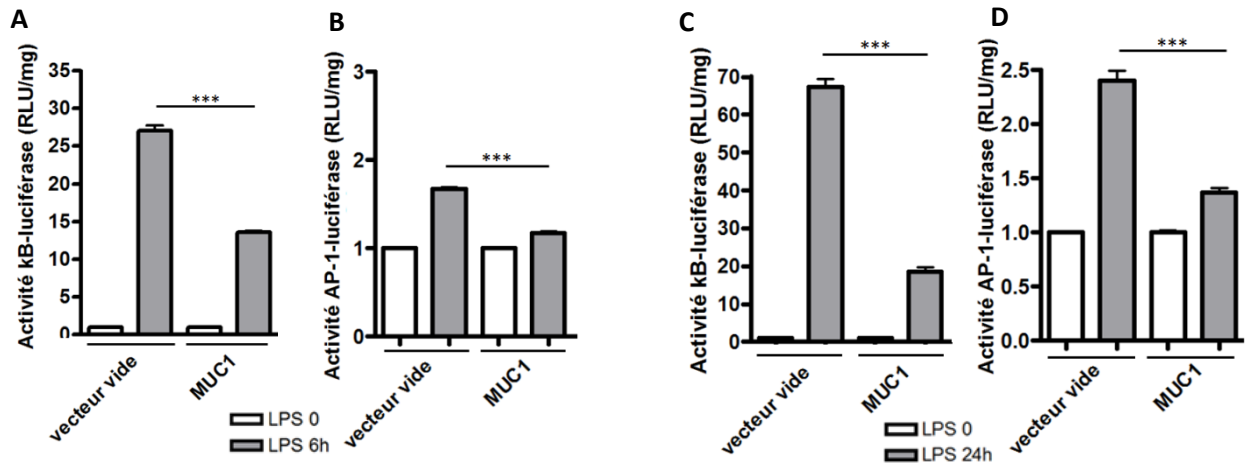 A
Activité kB-luciférase (RLU/mg)
35
30
25
20
15
10
5
0
***
vecteur vide
MUC1
B
Activité AP-1-luciférase (RLU/mg)
3
2
1
0
***
vecteur vide
MUC1
LPS 0
LPS 6h
C
Activité kB-luciférase (RLU/mg)
70
60
50
40
30
20
10
0
***
vecteur vide
MUC1
D
Activité AP-1-luciférase (RLU/mg)
2.5
2.0
1.5
1.0
0.5
0.0
***
vecteur vide
MUC1
LPS 0
LPS 24h